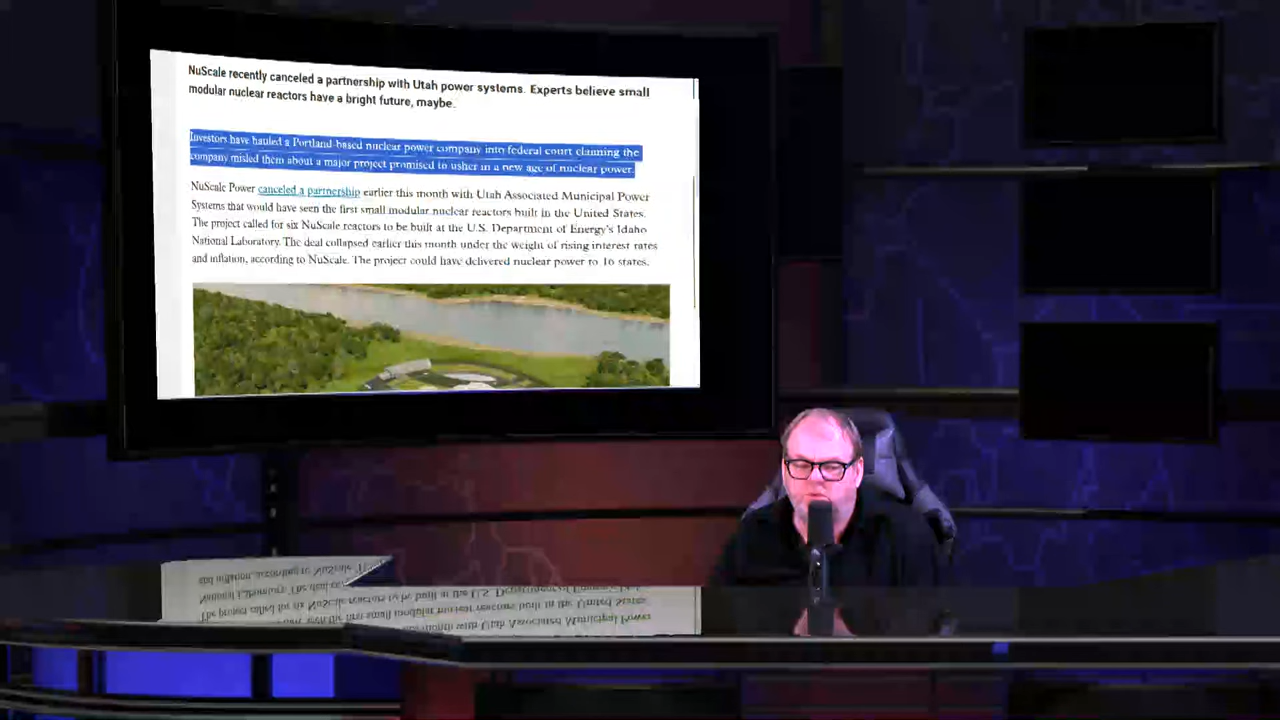 NuScale recently canceled a partnership with Utah power systems. Experts believe small
modular nuclear reactors have a bright future, maybe.
Investors have hauled a Portland-based nuclear power company into federal court claiming the
company misled them about a major project promised to usher in a new age of nuclear power.
NuScale Power canceled a partnership earlier this month with Utah Associated Municipal Power
Systems that would have seen the first small modular nuclear reactors built in the United States.
The project called for six NuScale reactors to be built at the U.S. Department of Energy's Idaho
National Laboratory. The deal collapsed earlier this month under the weight of rising interest rates
and inflation, according to NuScale. The project could have delivered nuclear power to 16 states.